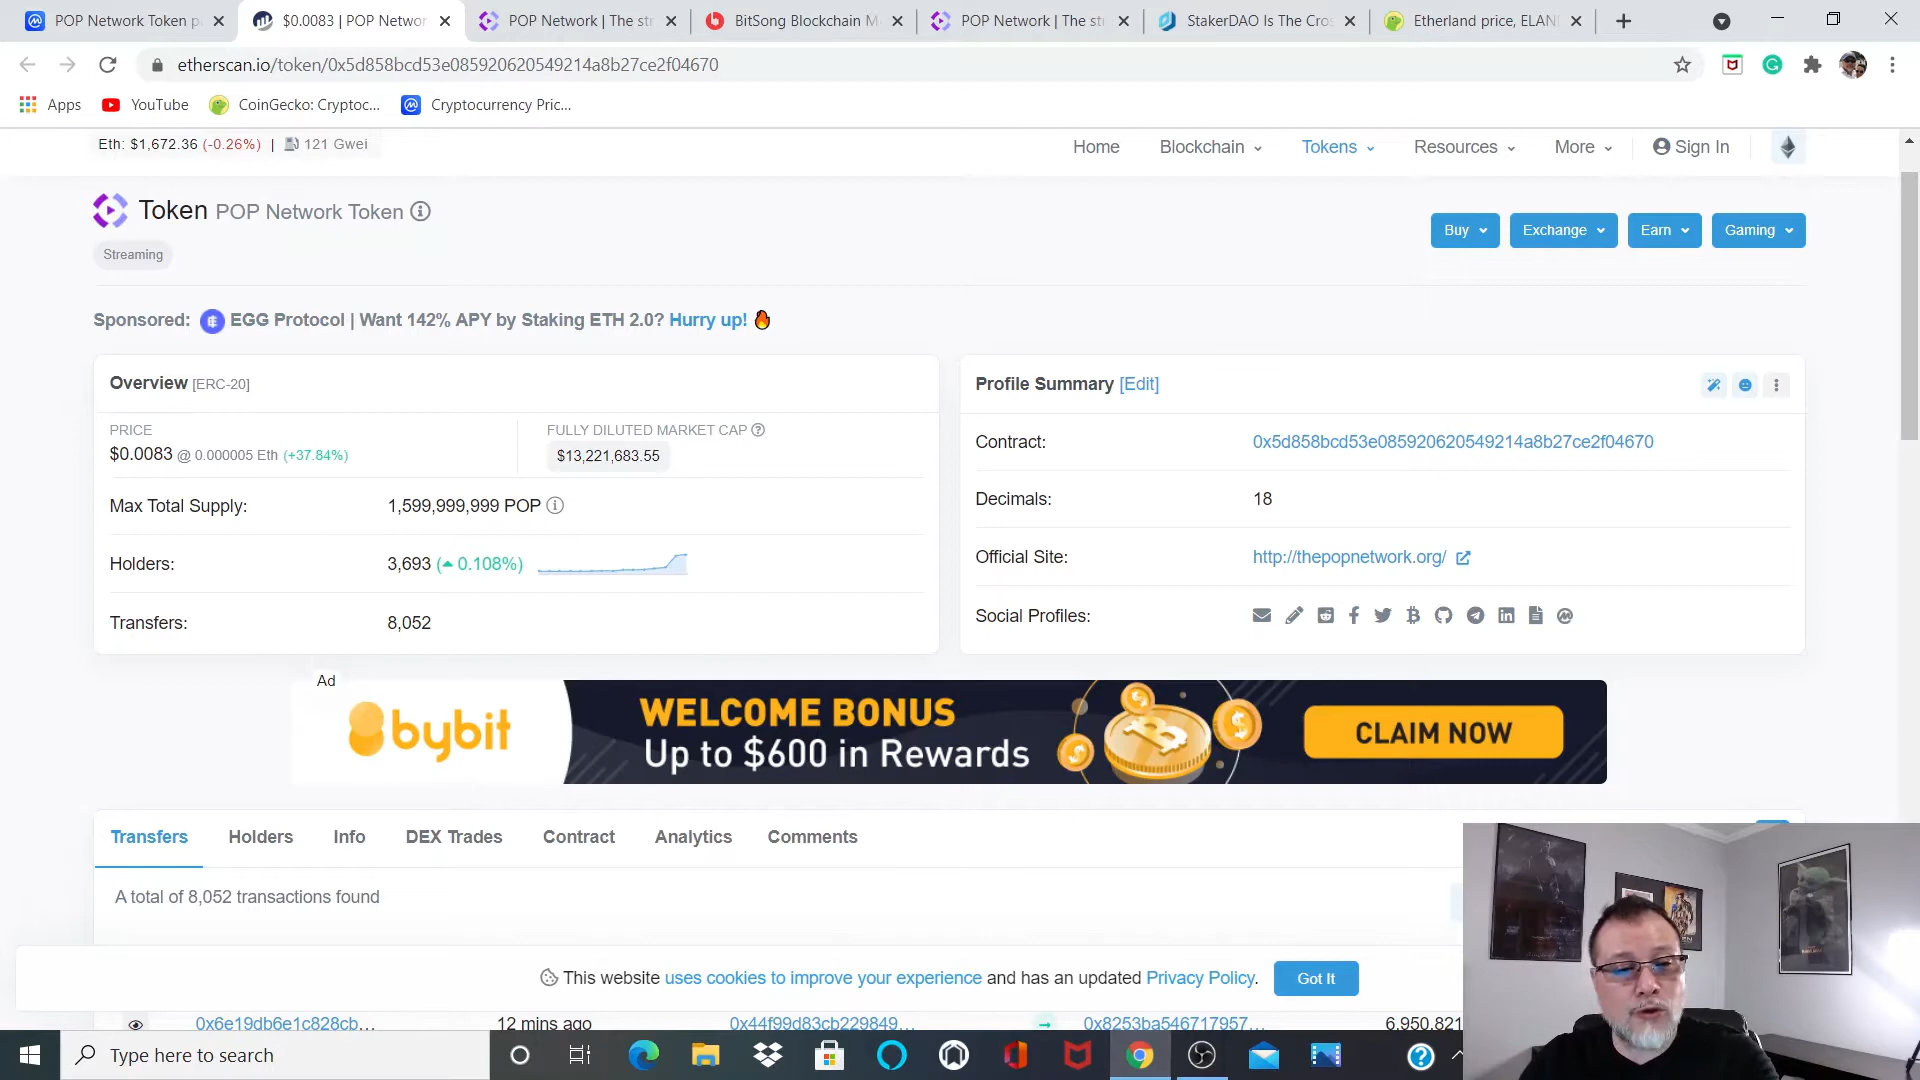 POP Network Token p
$0.0083 | POP Networ
POP Network | The str
BitSong Blockchain M
POP Network | The str
StakerDAO Is The Cros
Etherland price, ELAN
etherscan.io/token/0x5d858bcd53e085920620549214a8b27ce2f04670
Apps
YouTube
CoinGecko: Cryptoc...
Cryptocurrency Pric...
Eth: $1,672.36 (-0.26%) | 121 Gwei
Home
Blockchain
Tokens
Resources
More
Sign In
Token POP Network Token
Streaming
Buy
Exchange
Earn
Gaming
Sponsored: EGG Protocol | Want 142% APY by Staking ETH 2.0? Hurry up!
Overview [ERC-20]
PRICE
$0.0083 @ 0.000005 Eth (+37.84%)
FULLY DILUTED MARKET CAP
$13,221,683.55
Max Total Supply: 1,599,999,999 POP
Holders: 3,693 (0.108%)
Transfers: 8,052
Profile Summary [Edit]
Contract: 0x5d858bcd53e085920620549214a8b27ce2f04670
Decimals: 18
Official Site: http://thepopnetwork.org/
Social Profiles:
Ad
bybit
WELCOME BONUS
Up to $600 in Rewards
CLAIM NOW
Transfers
Holders
Info
DEX Trades
Contract
Analytics
Comments
A total of 8,052 transactions found
This website uses cookies to improve your experience and has an updated Privacy Policy.
Got It
0x6e19db6e1c828cb... 12 mins ago 0x44f99d83cb229849... 0x8253ba546717957... 6,950.821
Type here to search